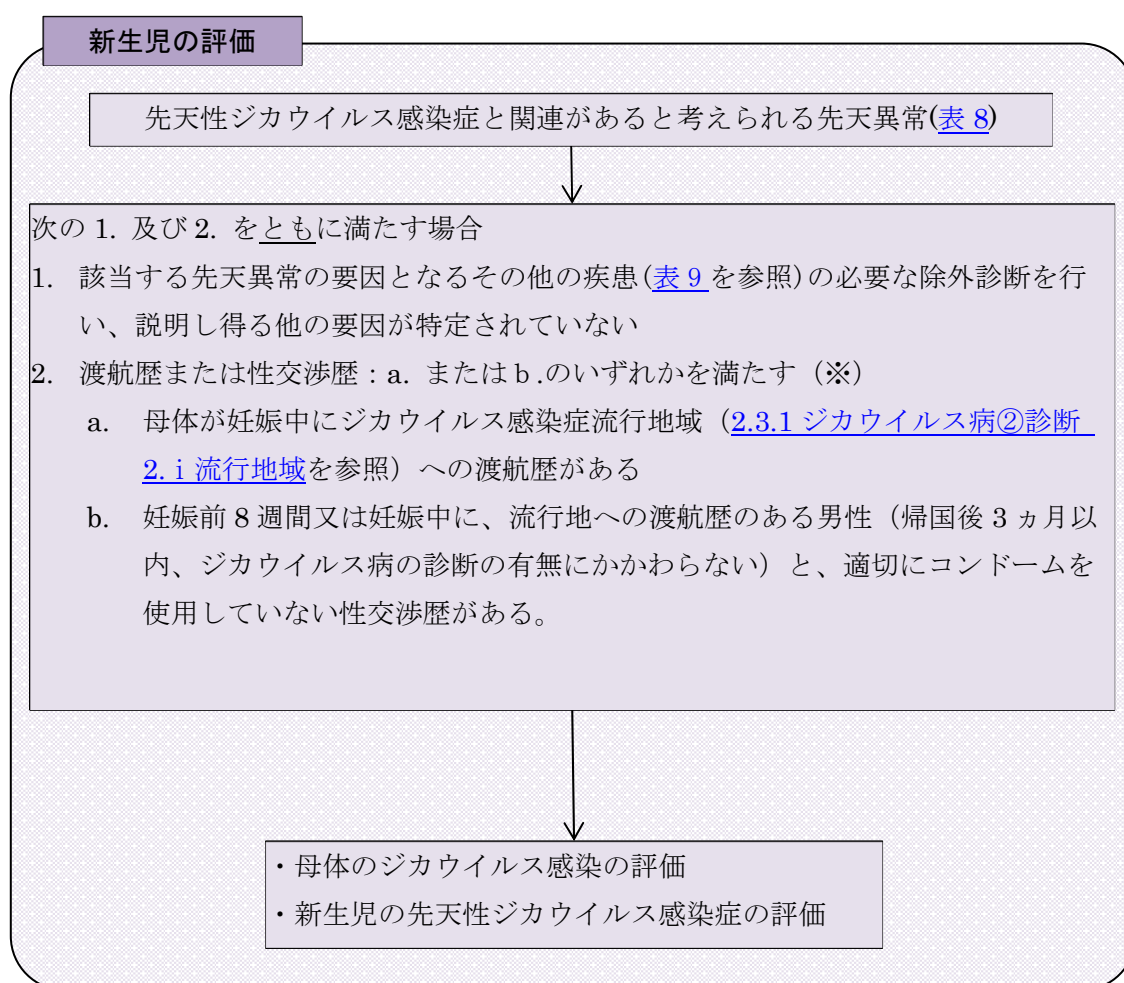 新生児の評価
先天性ジカウイルス感染症と関連があると考えられる先天異常(表 8)
次の 1. 及び 2. をともに満たす場合
1. 該当する先天異常の要因となるその他の疾患(表 9 を参照)の必要な除外診断を行
い、説明し得る他の要因が特定されていない
2. 渡航歴または性交渉歴：a. またはｂ.のいずれかを満たす（※）
a. 母体が妊娠中にジカウイルス感染症流行地域（2.3.1 ジカウイルス病②診断
2.ⅰ流行地域を参照）への渡航歴がある
b. 妊娠前 8 週間又は妊娠中に、流行地への渡航歴のある男性（帰国後 3 ヵ月以
内、ジカウイルス病の診断の有無にかかわらない）と、適切にコンドームを
使用していない性交渉歴がある。
・母体のジカウイルス感染の評価
・新生児の先天性ジカウイルス感染症の評価